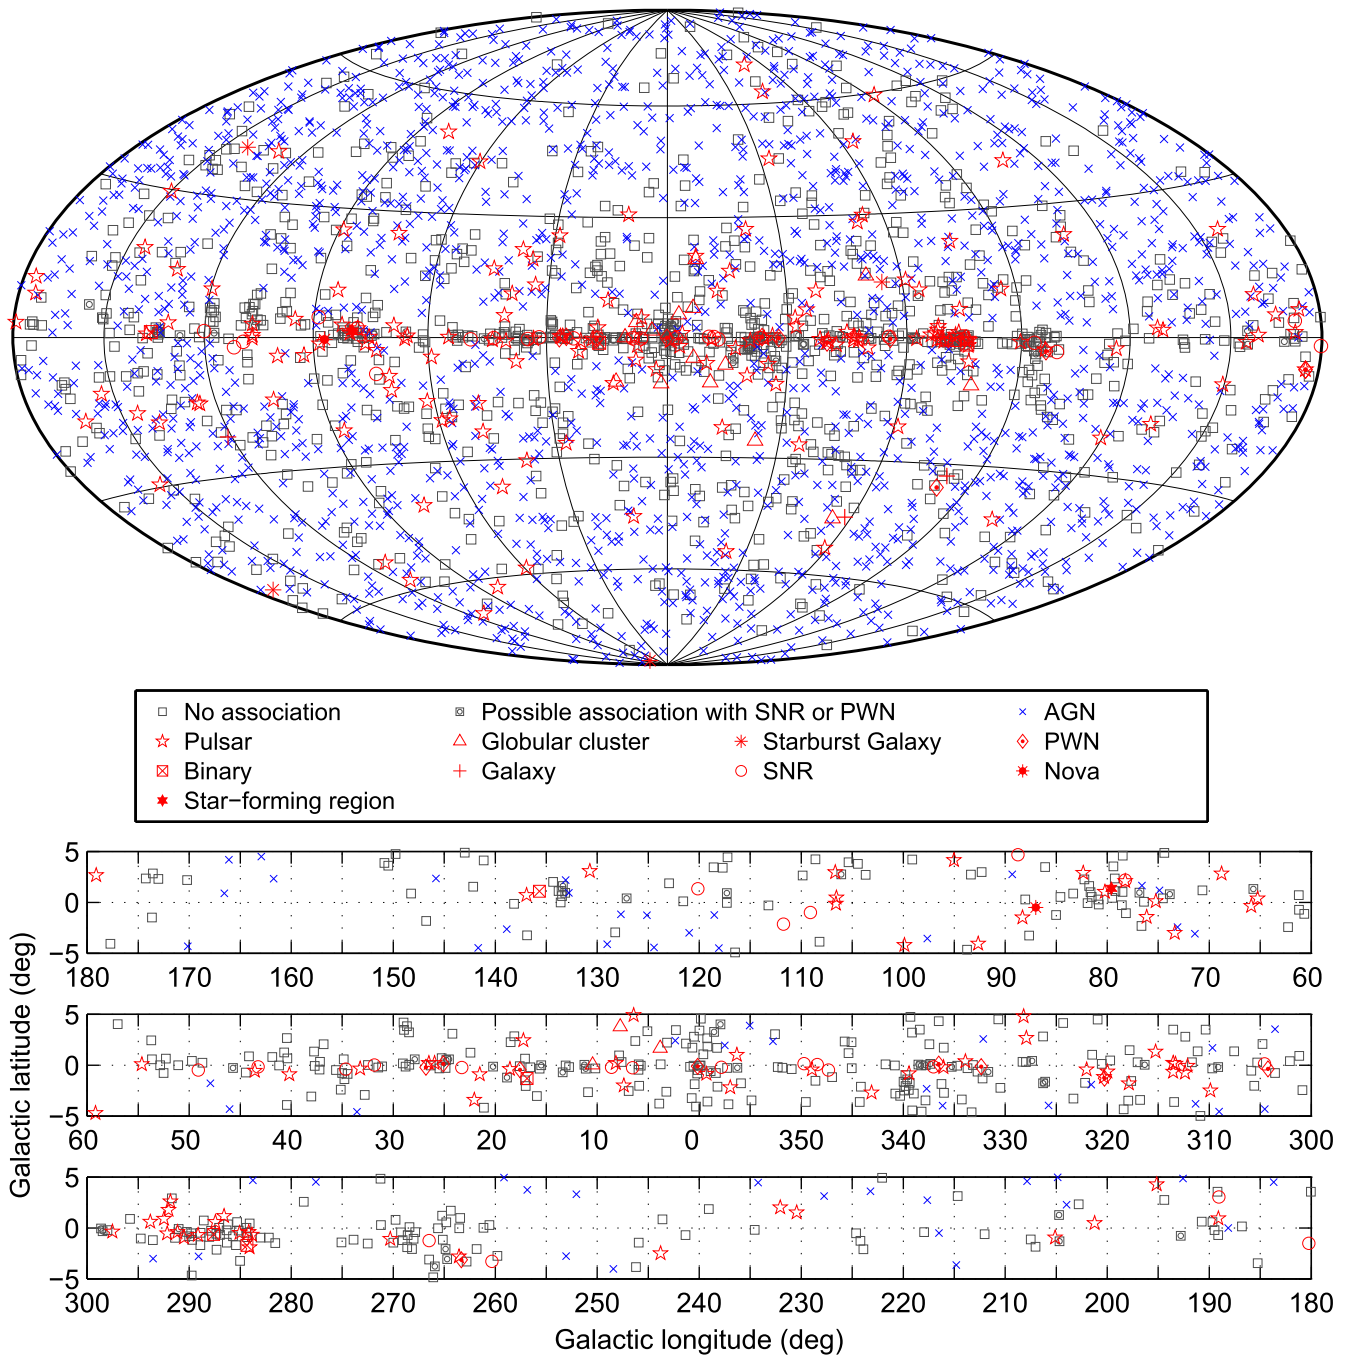 No association
Possible association with SNR or PWN
AGN
Pulsar
Globular cluster
Starburst Galaxy
PWN
Binary
Galaxy
SNR
Nova
Star−forming region
Galactic latitude (deg)
5
0
−5
180 170 160 150 140 130 120 110 100 90 80 70 60
5
0
−5
60 50 40 30 20 10 0 350 340 330 320 310 300
5
0
−5
300 290 280 270 260 250 240 230 220 210 200 190 180
Galactic longitude (deg)